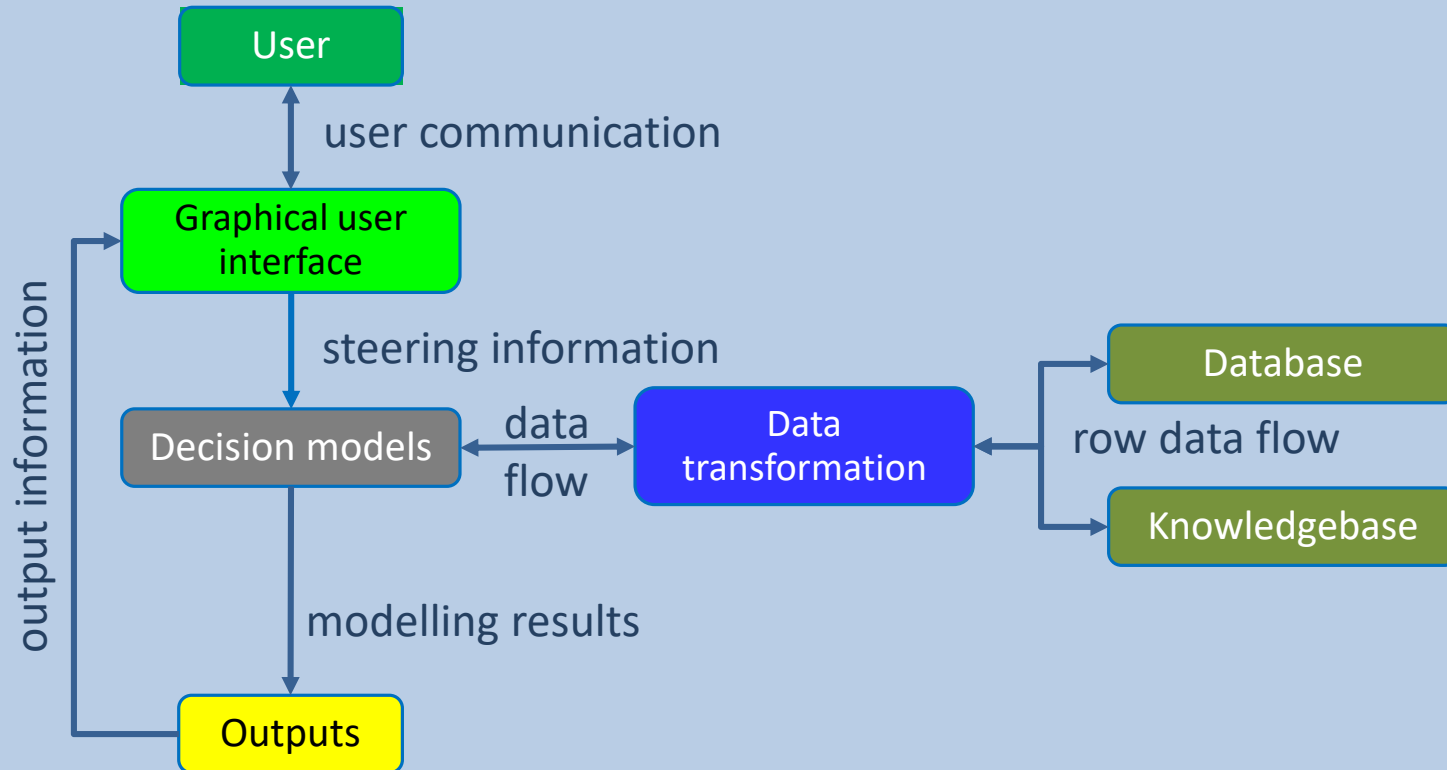 User
user communication
Graphical user
interface
steering information
Decision models
data
flow
Data
transformation
Database
row data flow
Knowledgebase
output information
modelling results
Outputs